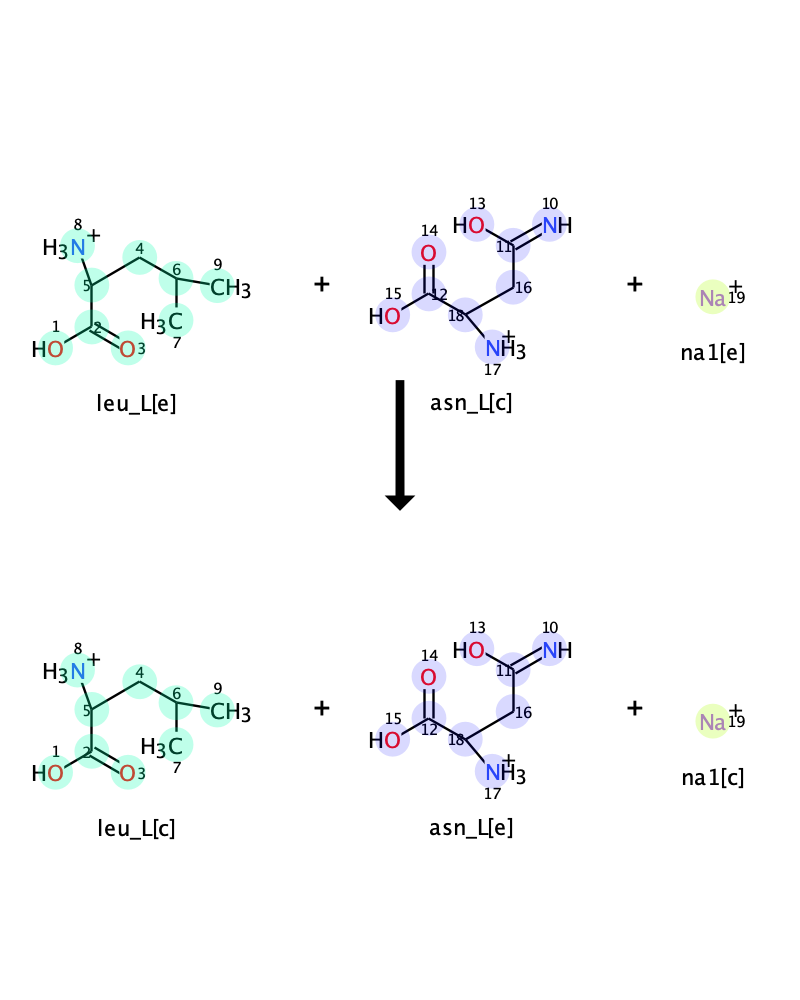 8 H3N+ 4 5 6 9 CH3 H3C 7 1 HO 2 O 3
leu_L[e]
+
13 HO 10 NH 14 O 11 15 HO 12 16 18 NH3+ 17
asn_L[c]
+
Na+ 19
na1[e]
8 H3N+ 4 5 6 9 CH3 H3C 7 1 HO 2 O 3
leu_L[c]
+
13 HO 10 NH 14 O 11 15 HO 12 16 18 NH3+ 17
asn_L[e]
+
Na+ 19
na1[c]